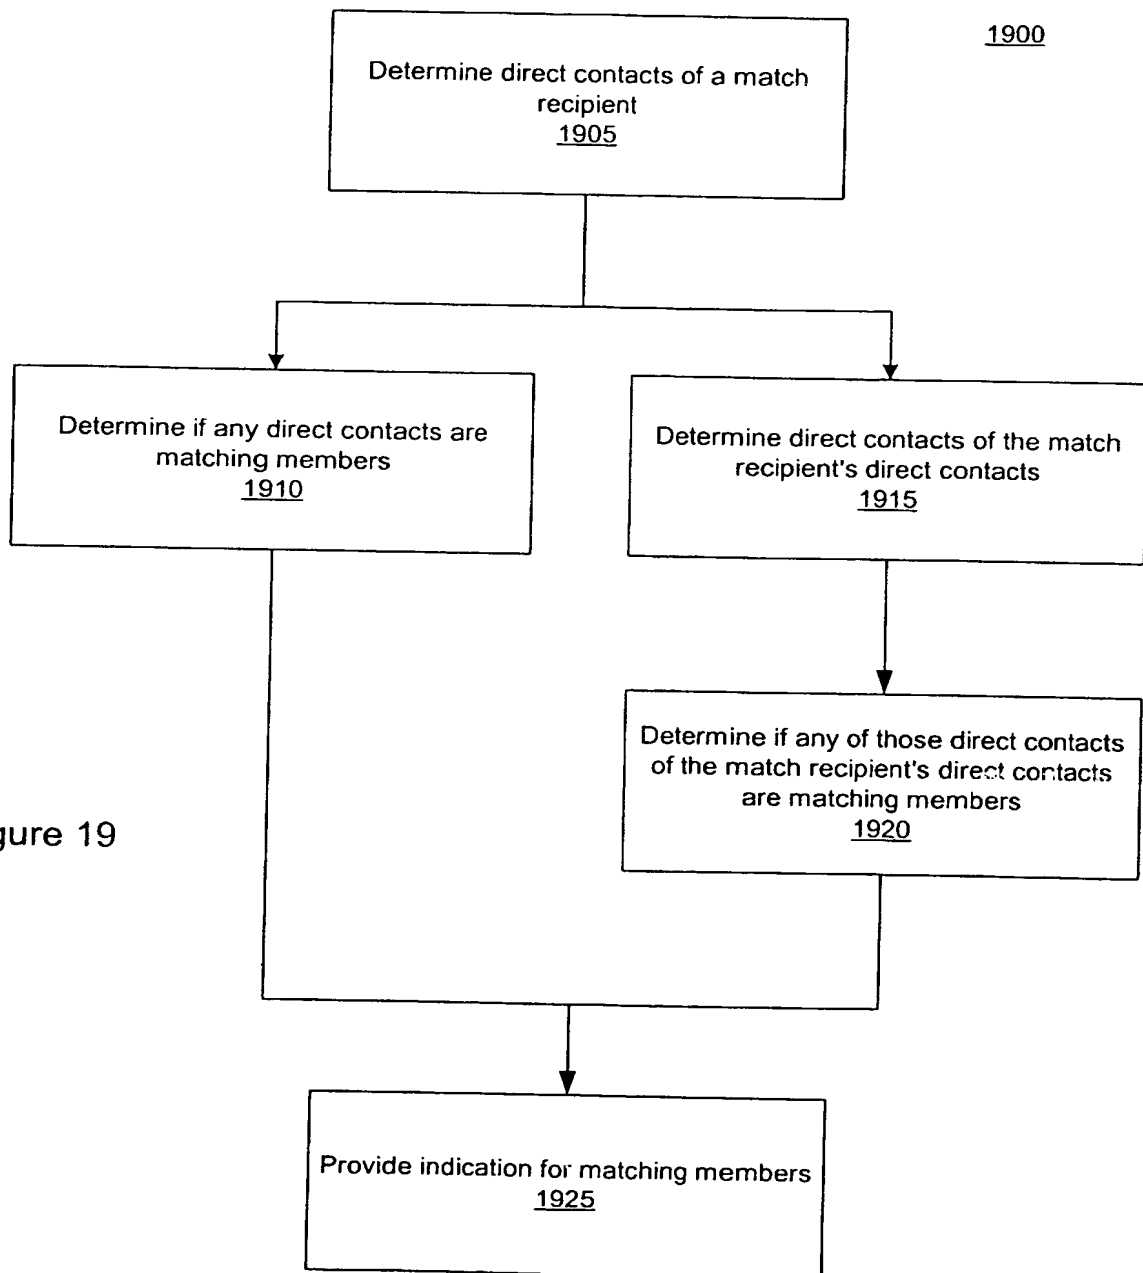 1900
Determine direct contacts of a match
recipient
1905
Determine if any direct contacts are
matching members
1910
Determine direct contacts of the match
recipient's direct contacts
1915
Determine if any of those direct contacts
of the match recipient's direct contacts
are matching members
1920
gure 19
Provide indication for matching members
1925